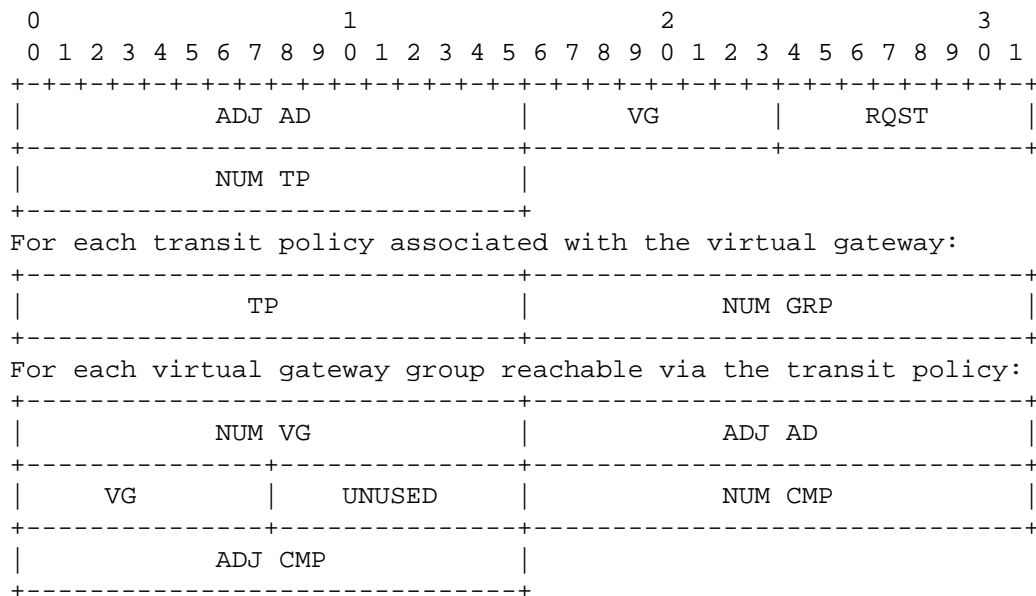 0                   1                   2                   3
 0 1 2 3 4 5 6 7 8 9 0 1 2 3 4 5 6 7 8 9 0 1 2 3 4 5 6 7 8 9 0 1
+-+-+-+-+-+-+-+-+-+-+-+-+-+-+-+-+-+-+-+-+-+-+-+-+-+-+-+-+-+-+-+-+
|            ADJ AD             |      VG       |     RQST      |
+-------------------------------+---------------+---------------+
|            NUM TP             |
+-------------------------------+
For each transit policy associated with the virtual gateway:
+-------------------------------+-------------------------------+
|              TP               |            NUM GRP            |
+-------------------------------+-------------------------------+
For each virtual gateway group reachable via the transit policy:
+-------------------------------+-------------------------------+
|            NUM VG             |            ADJ AD             |
+---------------+---------------+-------------------------------+
|     VG        |    UNUSED     |            NUM CMP            |
+---------------+---------------+-------------------------------+
|            ADJ CMP            |
+-------------------------------+